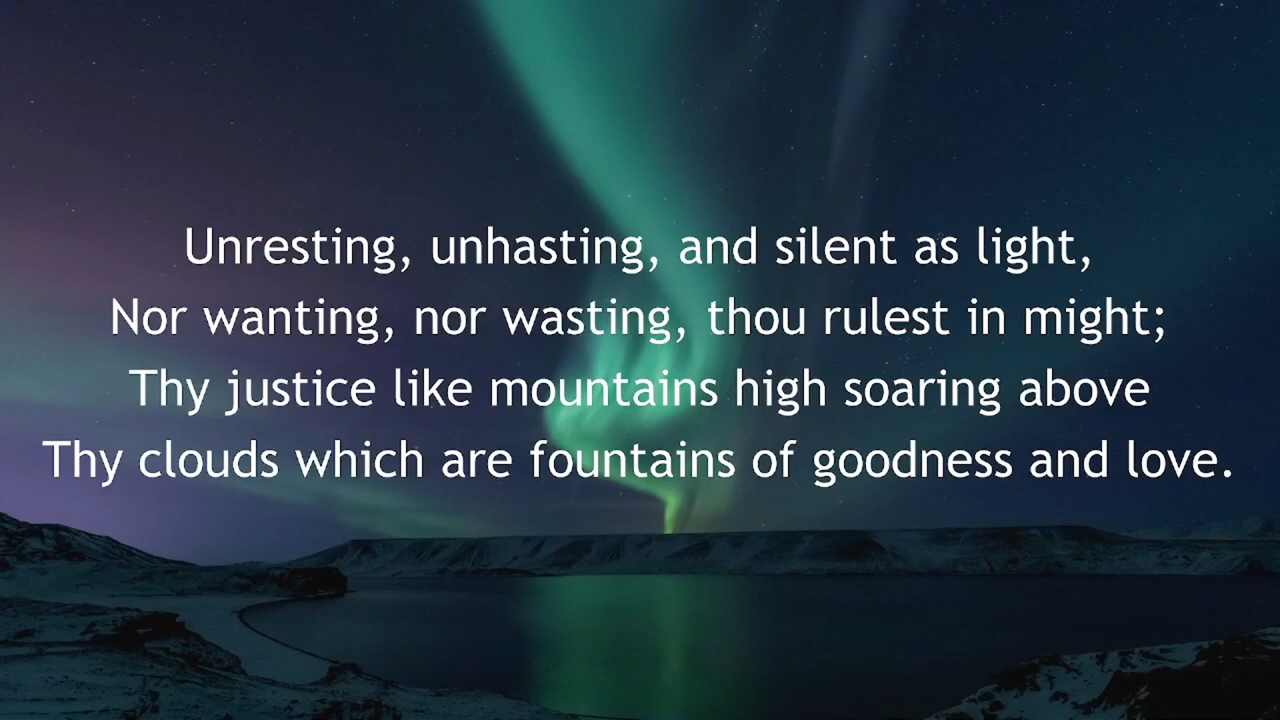 Unresting, unhasting, and silent as light,
Nor wanting, nor wasting, thou rulest in might;
Thy justice like mountains high soaring above
Thy clouds which are fountains of goodness and love.